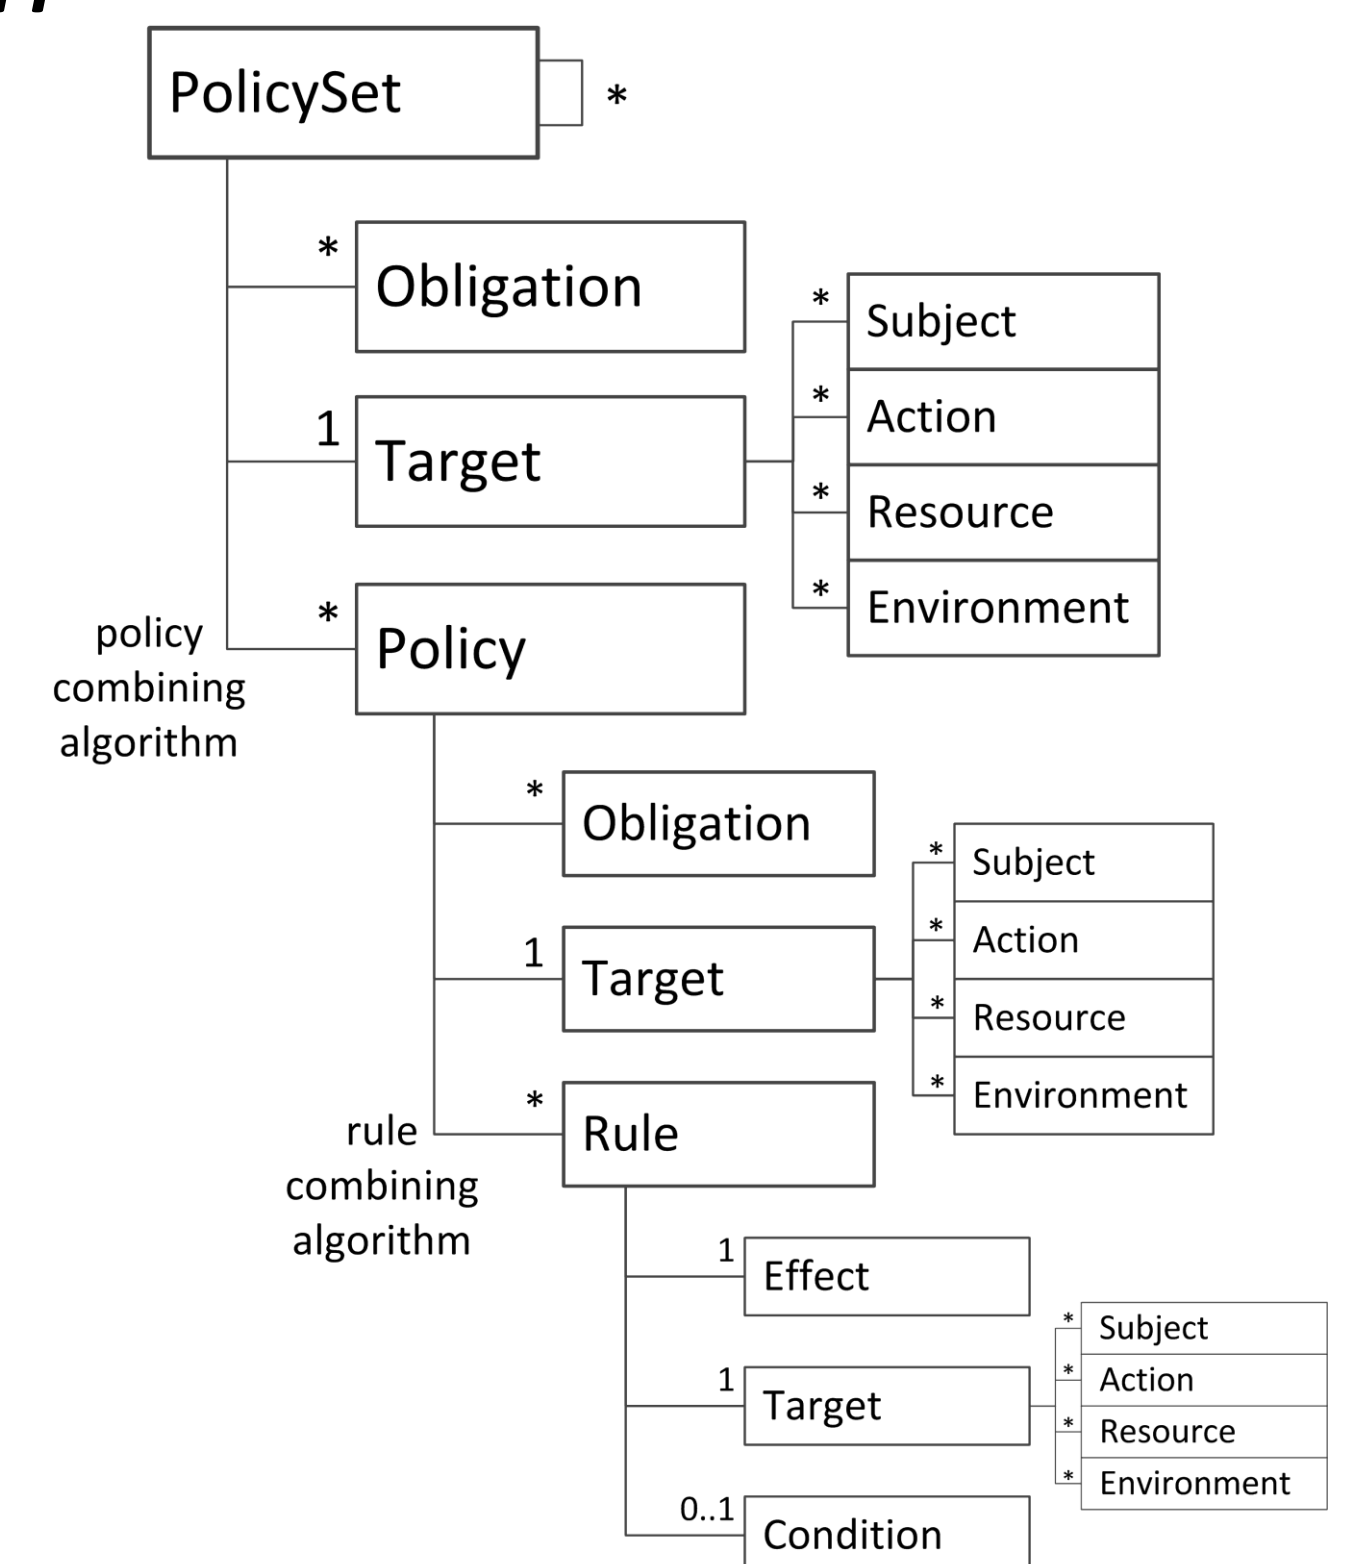 PolicySet
*
*
Obligation
1
Target
*
Subject
*
Action
*
Resource
*
Environment
*
Policy
policy
combining
algorithm
*
Obligation
1
Target
*
Subject
*
Action
*
Resource
*
Environment
*
Rule
rule
combining
algorithm
1
Effect
1
Target
*
Subject
*
Action
*
Resource
*
Environment
0..1
Condition